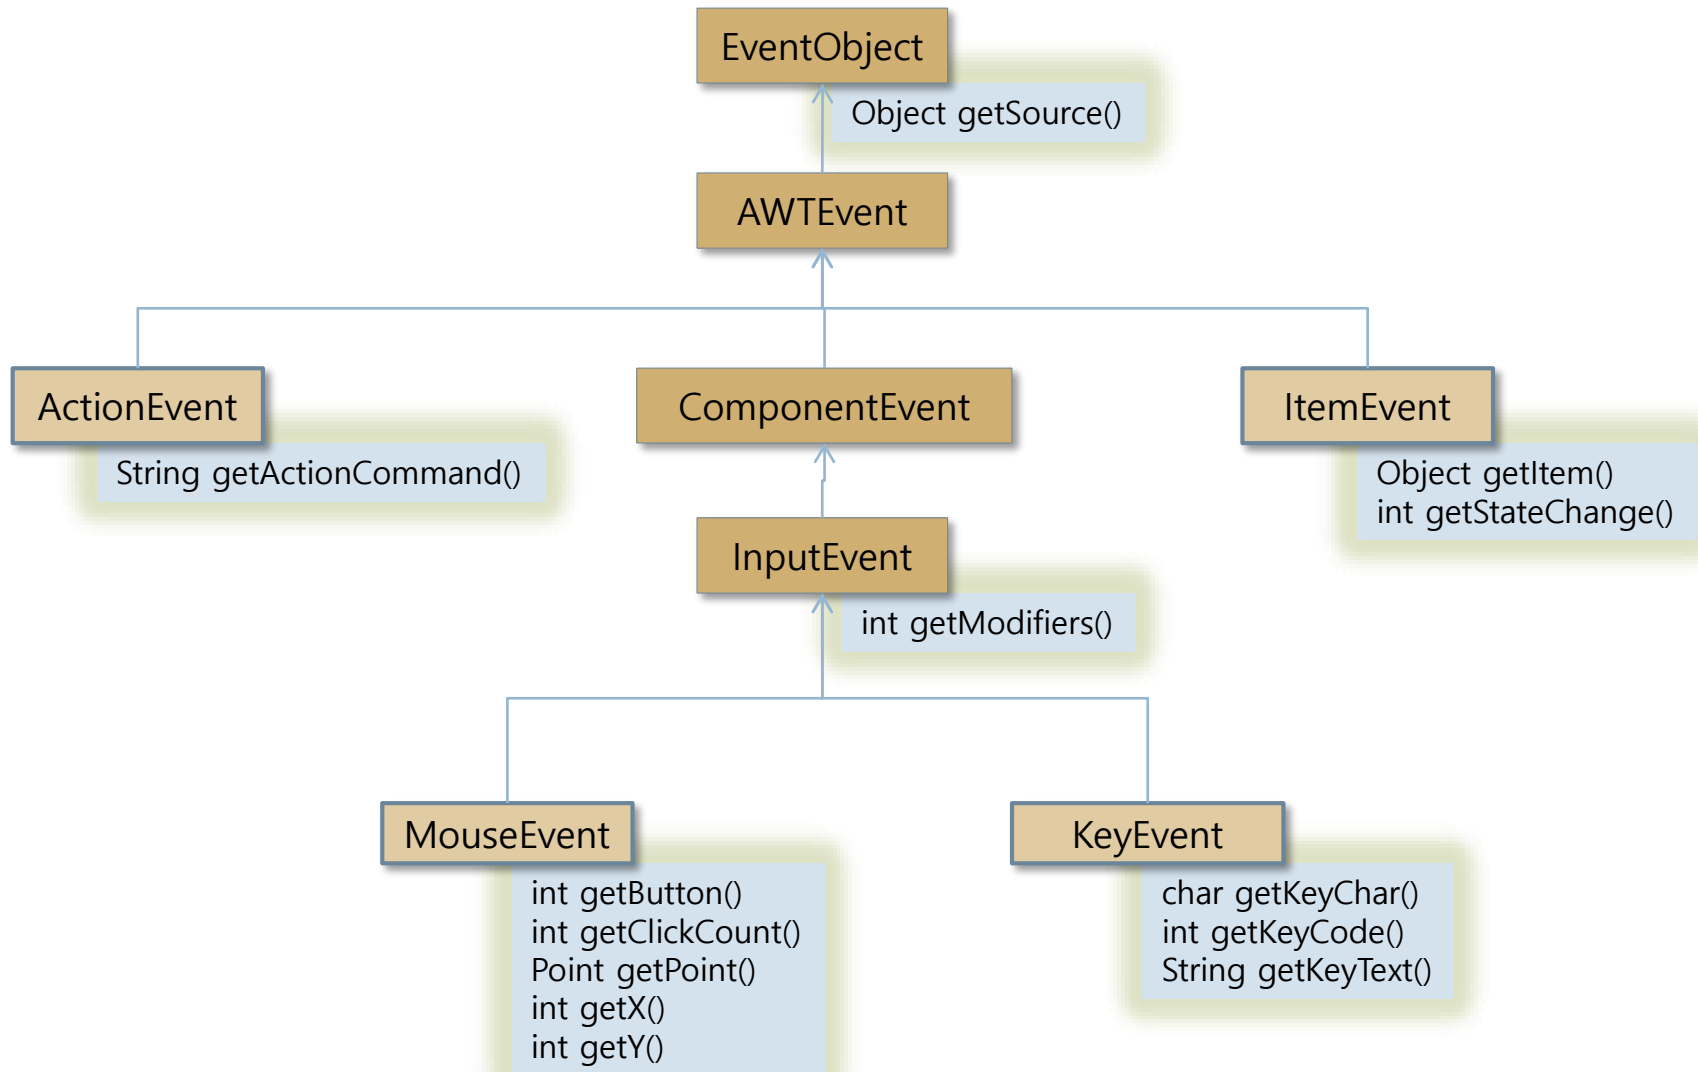 EventObject
Object getSource()
AWTEvent
ActionEvent
String getActionCommand()
ComponentEvent
ItemEvent
Object getItem()
int getStateChange()
InputEvent
int getModifiers()
MouseEvent
int getButton()
int getClickCount()
Point getPoint()
int getX()
int getY()
KeyEvent
char getKeyChar()
int getKeyCode()
String getKeyText()